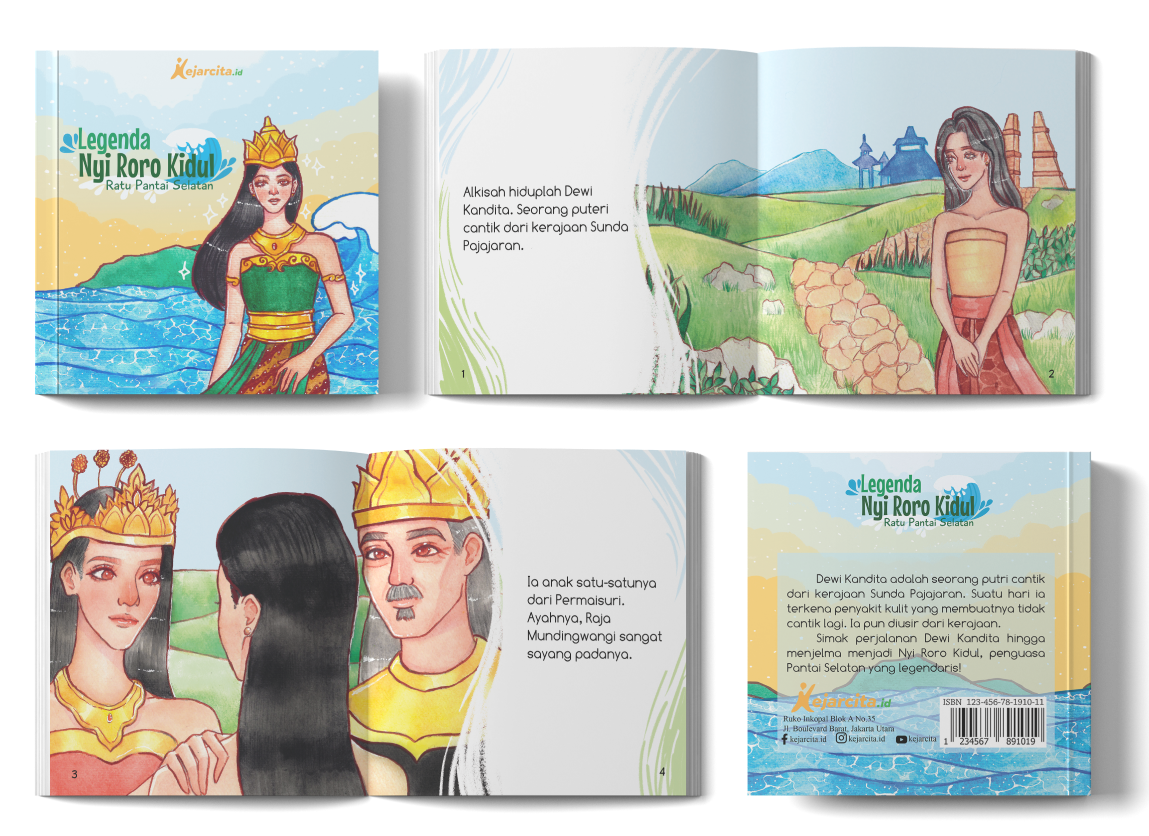 Kejarcita.id
Legenda
Nyi Roro Kidul
Ratu Pantai Selatan
Alkisah hiduplah Dewi
Kandita. Seorang puteri
cantik dari kerajaan Sunda
Pajajaran.
1
2
Ia anak satu-satunya
dari Permaisuri.
Ayahnya, Raja
Mundingwangi sangat
sayang padanya.
3
4
Legenda
Nyi Roro Kidul
Ratu Pantai Selatan
Dewi Kandita adalah seorang putri cantik
dari kerajaan Sunda Pajajaran. Suatu hari ia
terkena penyakit kulit yang membuatnya tidak
cantik lagi. Ia pun diusir dari kerajaan.
Simak perjalanan Dewi Kandita hingga
menjelma menjadi Nyi Roro Kidul, penguasa
Pantai Selatan yang legendaris!
Kejarcita.id
Ruko Inkopal Blok A No 35
Jl. Boulevard Barat, Jakarta Utara
kejarcita.id kejarcita.id kejarcita
ISBN 123-456-78-1910-11
1 234567 891019